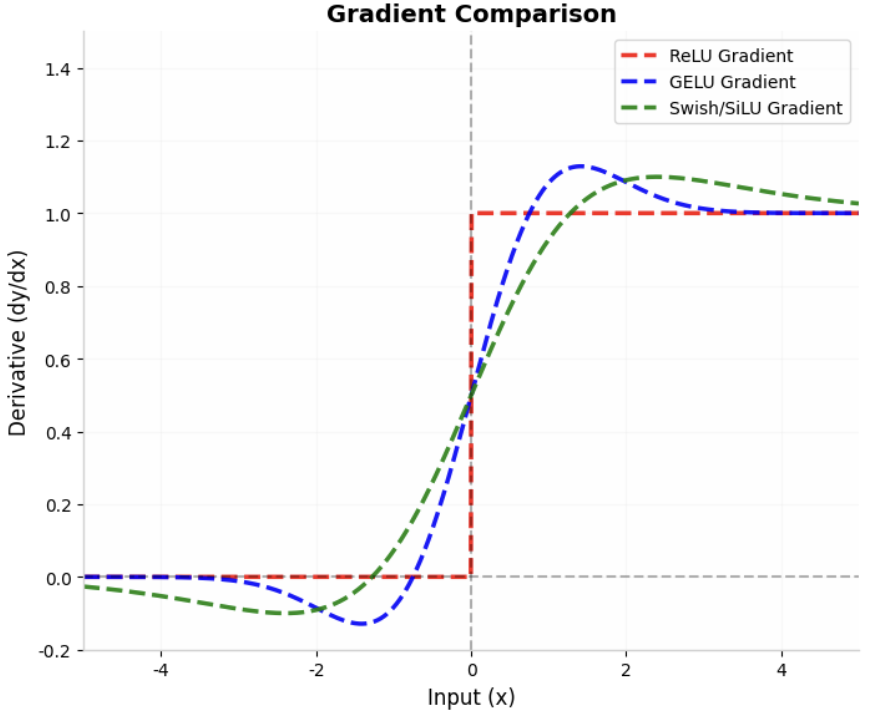 Gradient Comparison
ReLU Gradient
GELU Gradient
Swish/SiLU Gradient
Derivative (dy/dx)
1.4
1.2
1.0
0.8
0.6
0.4
0.2
0.0
-0.2
-4 -2 0 2 4
Input (x)